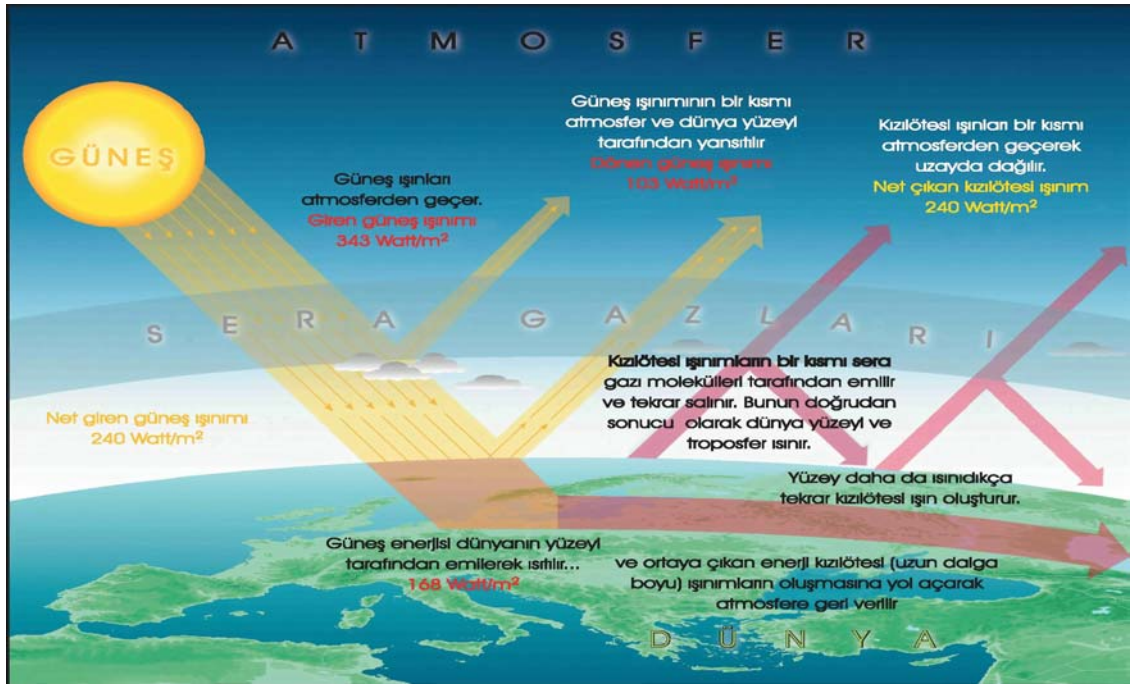 ATMOSFER
GÜNEŞ
Güneş ışınları
atmosferden geçer.
Giren güneş ışınımı
343 Watt/m²
Güneş ışınımının bir kısmı
atmosfer ve dünya yüzeyi
tarafından yansıtılır
Dönen güneş ışınımı
103 Watt/m²
Kızılötesi ışınları bir kısmı
atmosferden geçerek
uzayda dağılır.
Net çıkan kızılötesi ışınım
240 Watt/m²
SERA GAZLARI
Net giren güneş ışınımı
240 Watt/m²
Kızılötesi ışınımların bir kısmı sera
gazı molekülleri tarafından emilir
ve tekrar salınır. Bunun doğrudan
sonucu olarak dünya yüzeyi ve
troposfer ısınır.
Yüzey daha da ısınıdıkça
tekrar kızılötesi ışın oluşturur.
Güneş enerjisi dünyanın yüzeyi
tarafından emilerek ısıtılır...
168 Watt/m²
ve ortaya çıkan enerji kızılötesi (uzun dalga
boyu) ışınımların oluşmasına yol açarak
atmosfere geri verilir
DÜNYA